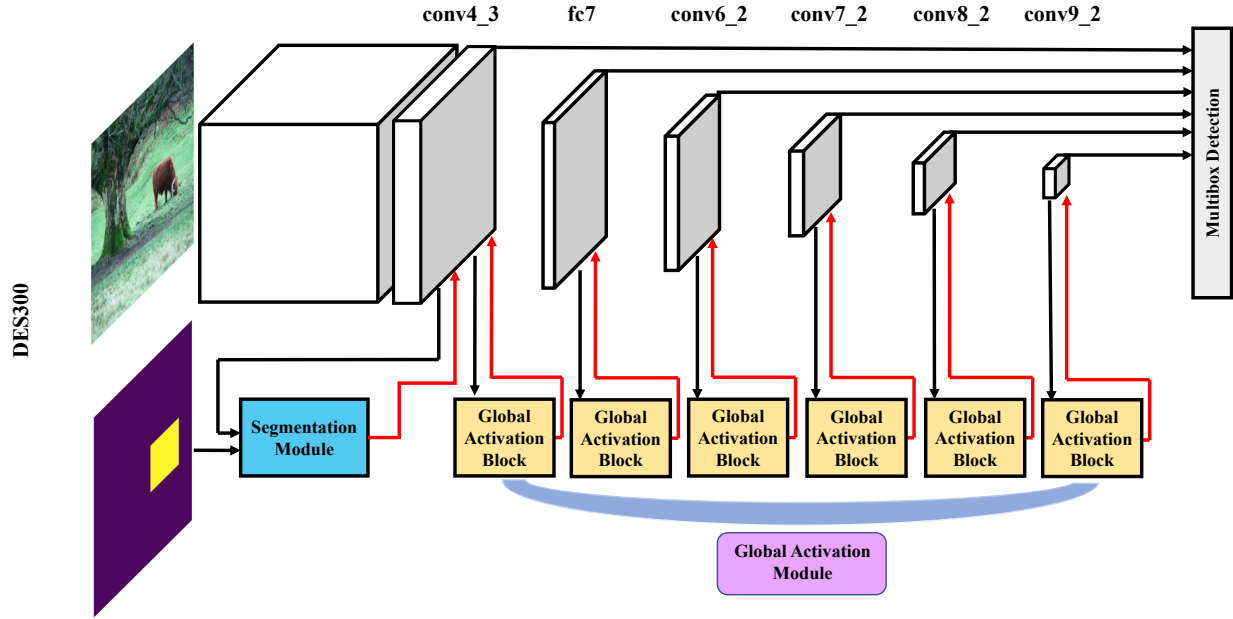 conv4_3
fc7
conv6_2
conv7_2
conv8_2
conv9_2
Multibox Detection
DES300
Segmentation
Module
Global
Activation
Block
Global
Activation
Block
Global
Activation
Block
Global
Activation
Block
Global
Activation
Block
Global
Activation
Block
Global Activation
Module